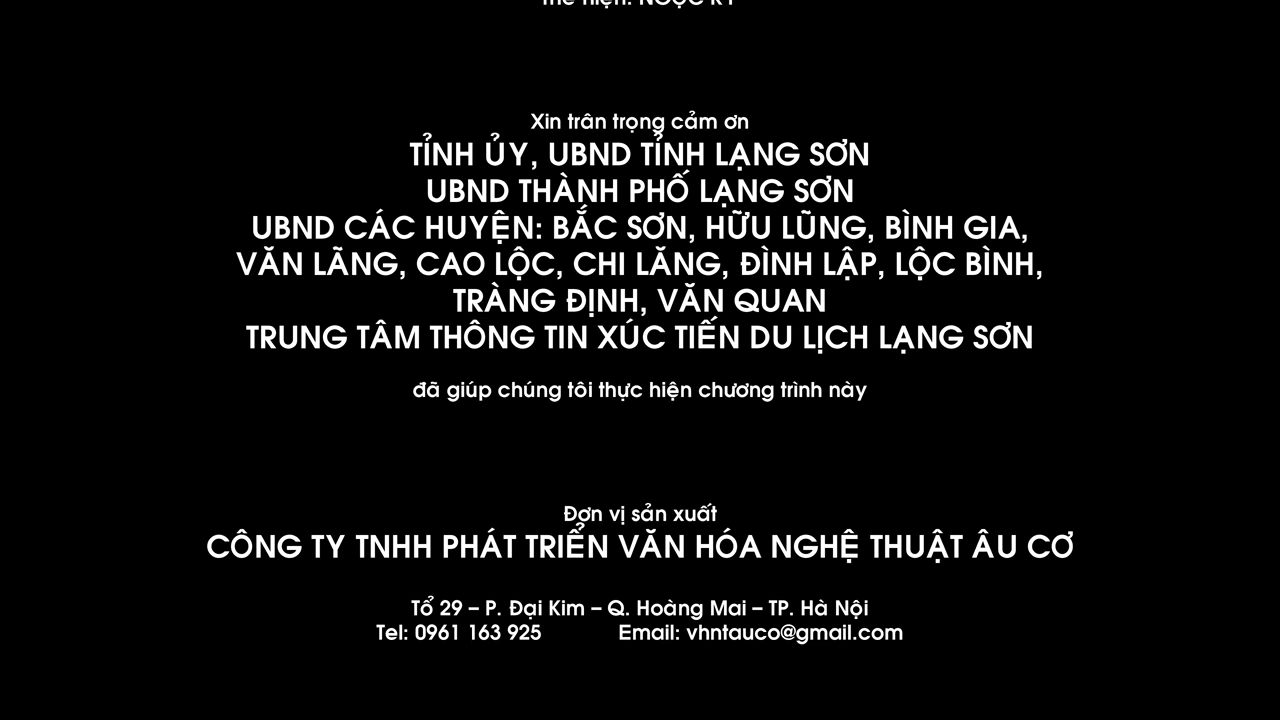 Thể hiện: NGỌC KÝ
Xin trân trọng cảm ơn
TỈNH ỦY, UBND TỈNH LẠNG SƠN
UBND THÀNH PHỐ LẠNG SƠN
UBND CÁC HUYỆN: BẮC SƠN, HỮU LŨNG, BÌNH GIA,
VĂN LÃNG, CAO LỘC, CHI LĂNG, ĐÌNH LẬP, LỘC BÌNH,
TRÀNG ĐỊNH, VĂN QUAN
TRUNG TÂM THÔNG TIN XÚC TIẾN DU LỊCH LẠNG SƠN
đã giúp chúng tôi thực hiện chương trình này
Đơn vị sản xuất
CÔNG TY TNHH PHÁT TRIỂN VĂN HÓA NGHỆ THUẬT ÂU CƠ
Tổ 29 – P. Đại Kim – Q. Hoàng Mai – TP. Hà Nội
Tel: 0961 163 925 Email: vhntauco@gmail.com